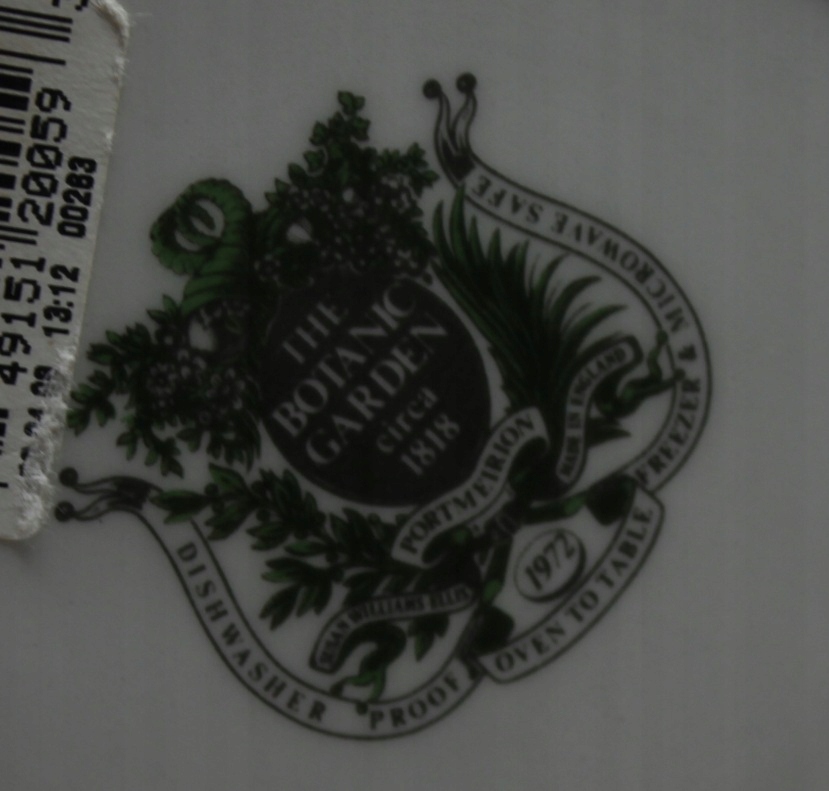 THE
BOTANIC
GARDEN
circa
1818
PORTMEIRION
MADE IN ENGLAND
SUSAN WILLIAMS-ELLIS
1972
DISHWASHER PROOF
OVEN TO TABLE
FREEZER & MICROWAVE SAFE
49151 20059
13:12 00263